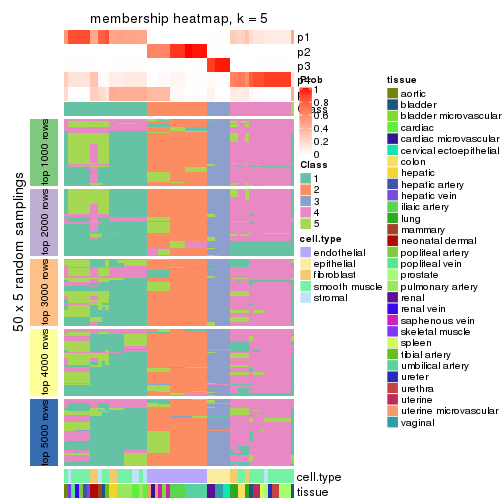 membership heatmap, k = 5
p1
p2
p3
Prob
1
0.8
0.6
0.4
0.2
0
Class
1
2
3
4
5
cell.type
endothelial
epithelial
fibroblast
smooth muscle
stromal
tissue
aortic
bladder
bladder microvascular
cardiac
cardiac microvascular
cervical ectoepithelial
colon
hepatic
hepatic artery
hepatic vein
iliac artery
lung
mammary
neonatal dermal
popliteal artery
popliteal vein
prostate
pulmonary artery
renal
renal vein
saphenous vein
skeletal muscle
spleen
tibial artery
umbilical artery
ureter
urethra
uterine
uterine microvascular
vaginal
50 x 5 random samplings
top 1000 rows
top 2000 rows
top 3000 rows
top 4000 rows
top 5000 rows
cell.type
tissue